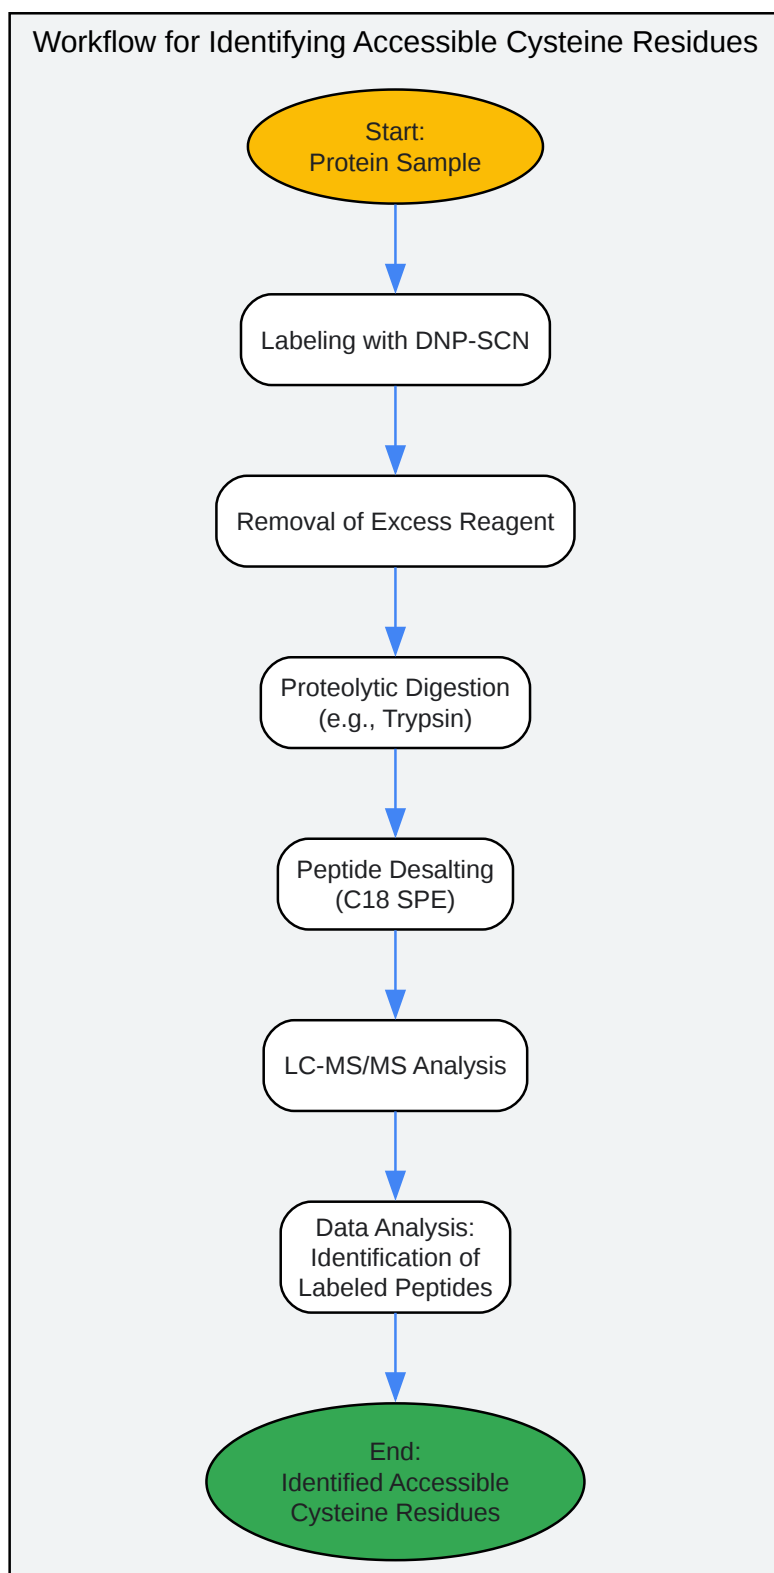 Workflow for Identifying Accessible Cysteine Residues
Start:
Protein Sample
Labeling with DNP-SCN
Removal of Excess Reagent
Proteolytic Digestion
(e.g., Trypsin)
Peptide Desalting
(C18 SPE)
LC-MS/MS Analysis
Data Analysis:
Identification of
Labeled Peptides
End:
Identified Accessible
Cysteine Residues